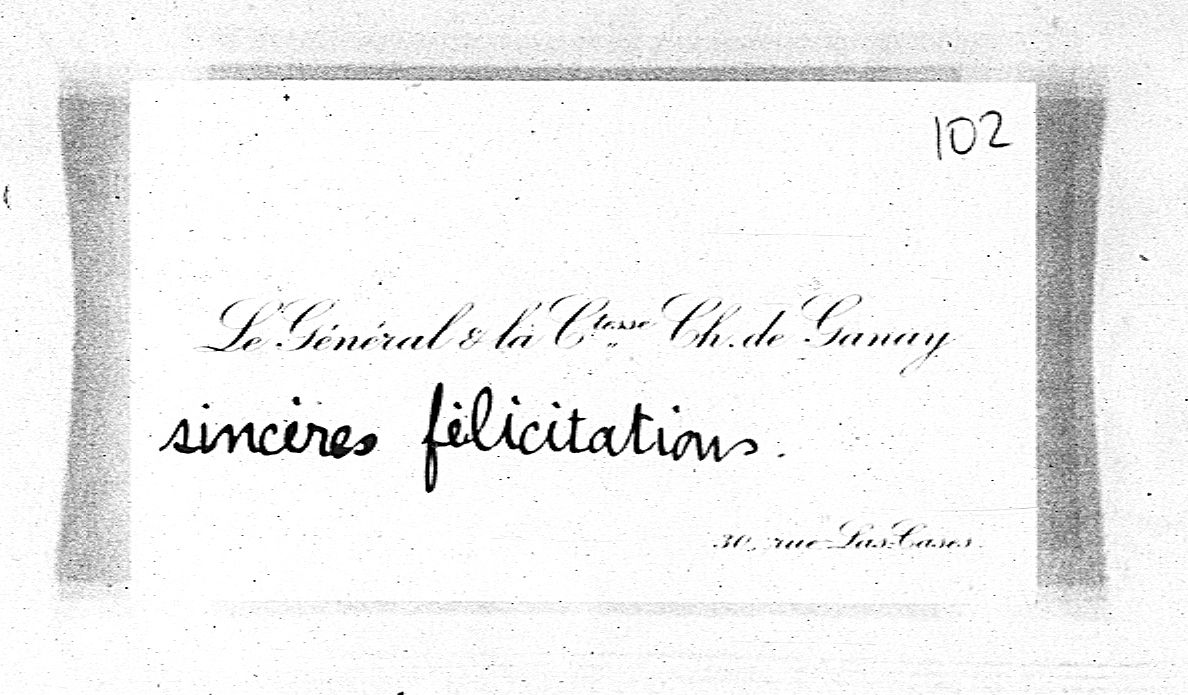 102
Le Général & la Ctesse Ch. de Ganay
sincères félicitations.
30, rue Las-Cases.